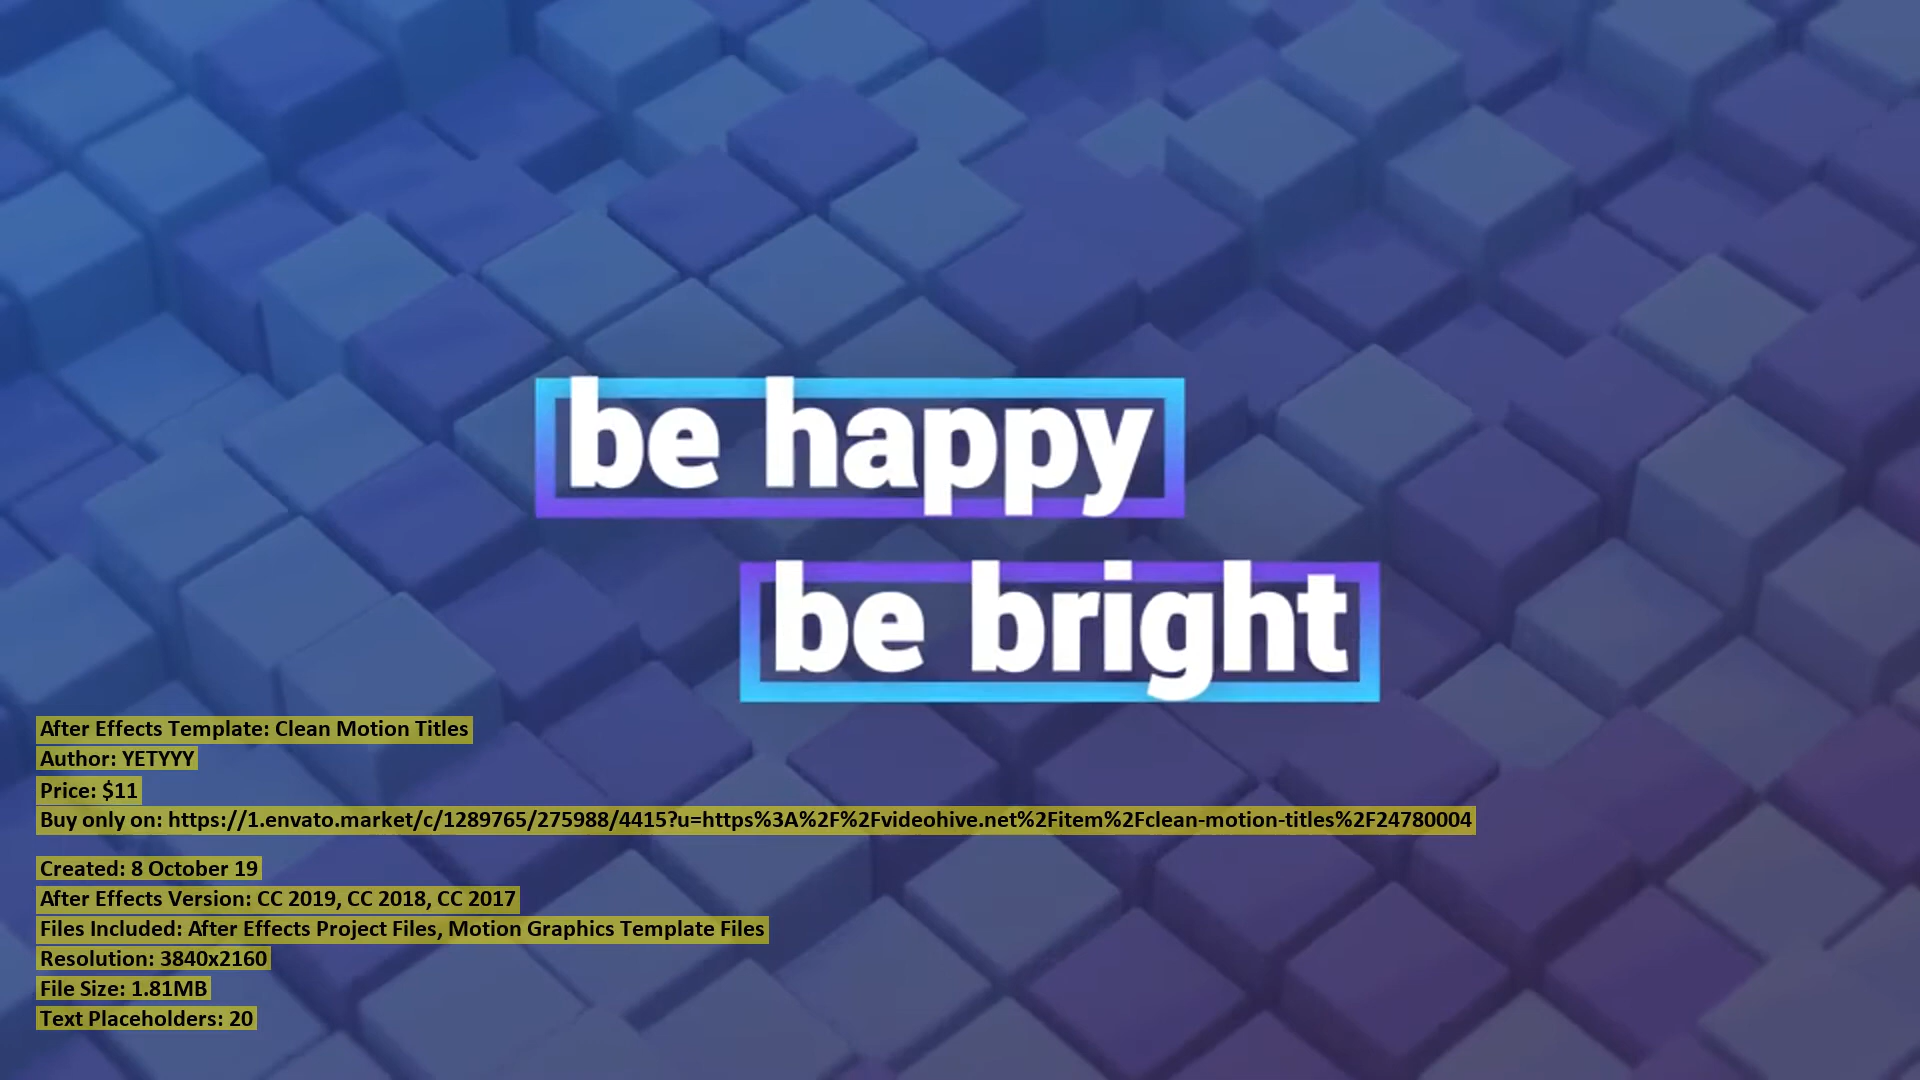 be happy
be bright
After Effects Template: Clean Motion Titles
Author: YETYYY
Price: $11
Buy only on: https://1.envato.market/c/1289765/275988/4415?u=https%3A%2F%2Fvideohive.net%2Fitem%2Fclean-motion-titles%2F24780004
Created: 8 October 19
After Effects Version: CC 2019, CC 2018, CC 2017
Files Included: After Effects Project Files, Motion Graphics Template Files
Resolution: 3840x2160
File Size: 1.81MB
Text Placeholders: 20